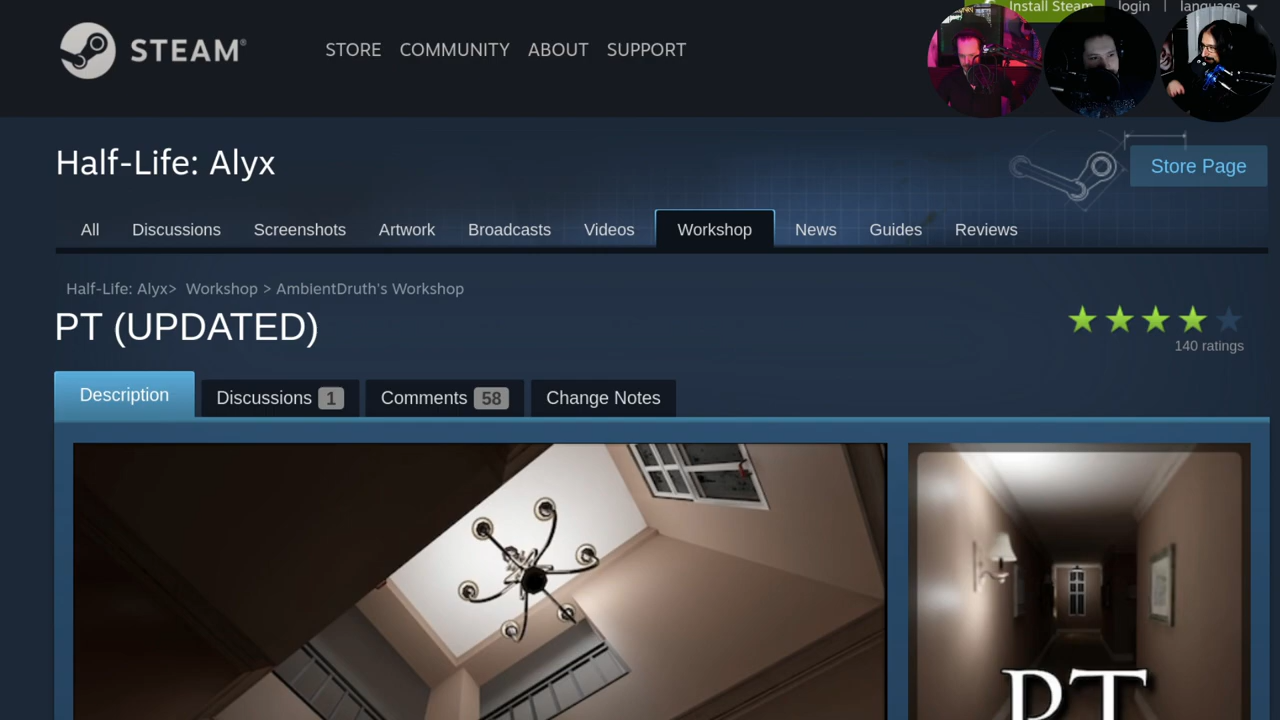 Install Steam login | language
STEAM® STORE COMMUNITY ABOUT SUPPORT
Half-Life: Alyx
Store Page
All Discussions Screenshots Artwork Broadcasts Videos Workshop News Guides Reviews
Half-Life: Alyx> Workshop > AmbientDruth's Workshop
PT (UPDATED)
140 ratings
Description Discussions 1 Comments 58 Change Notes
PT